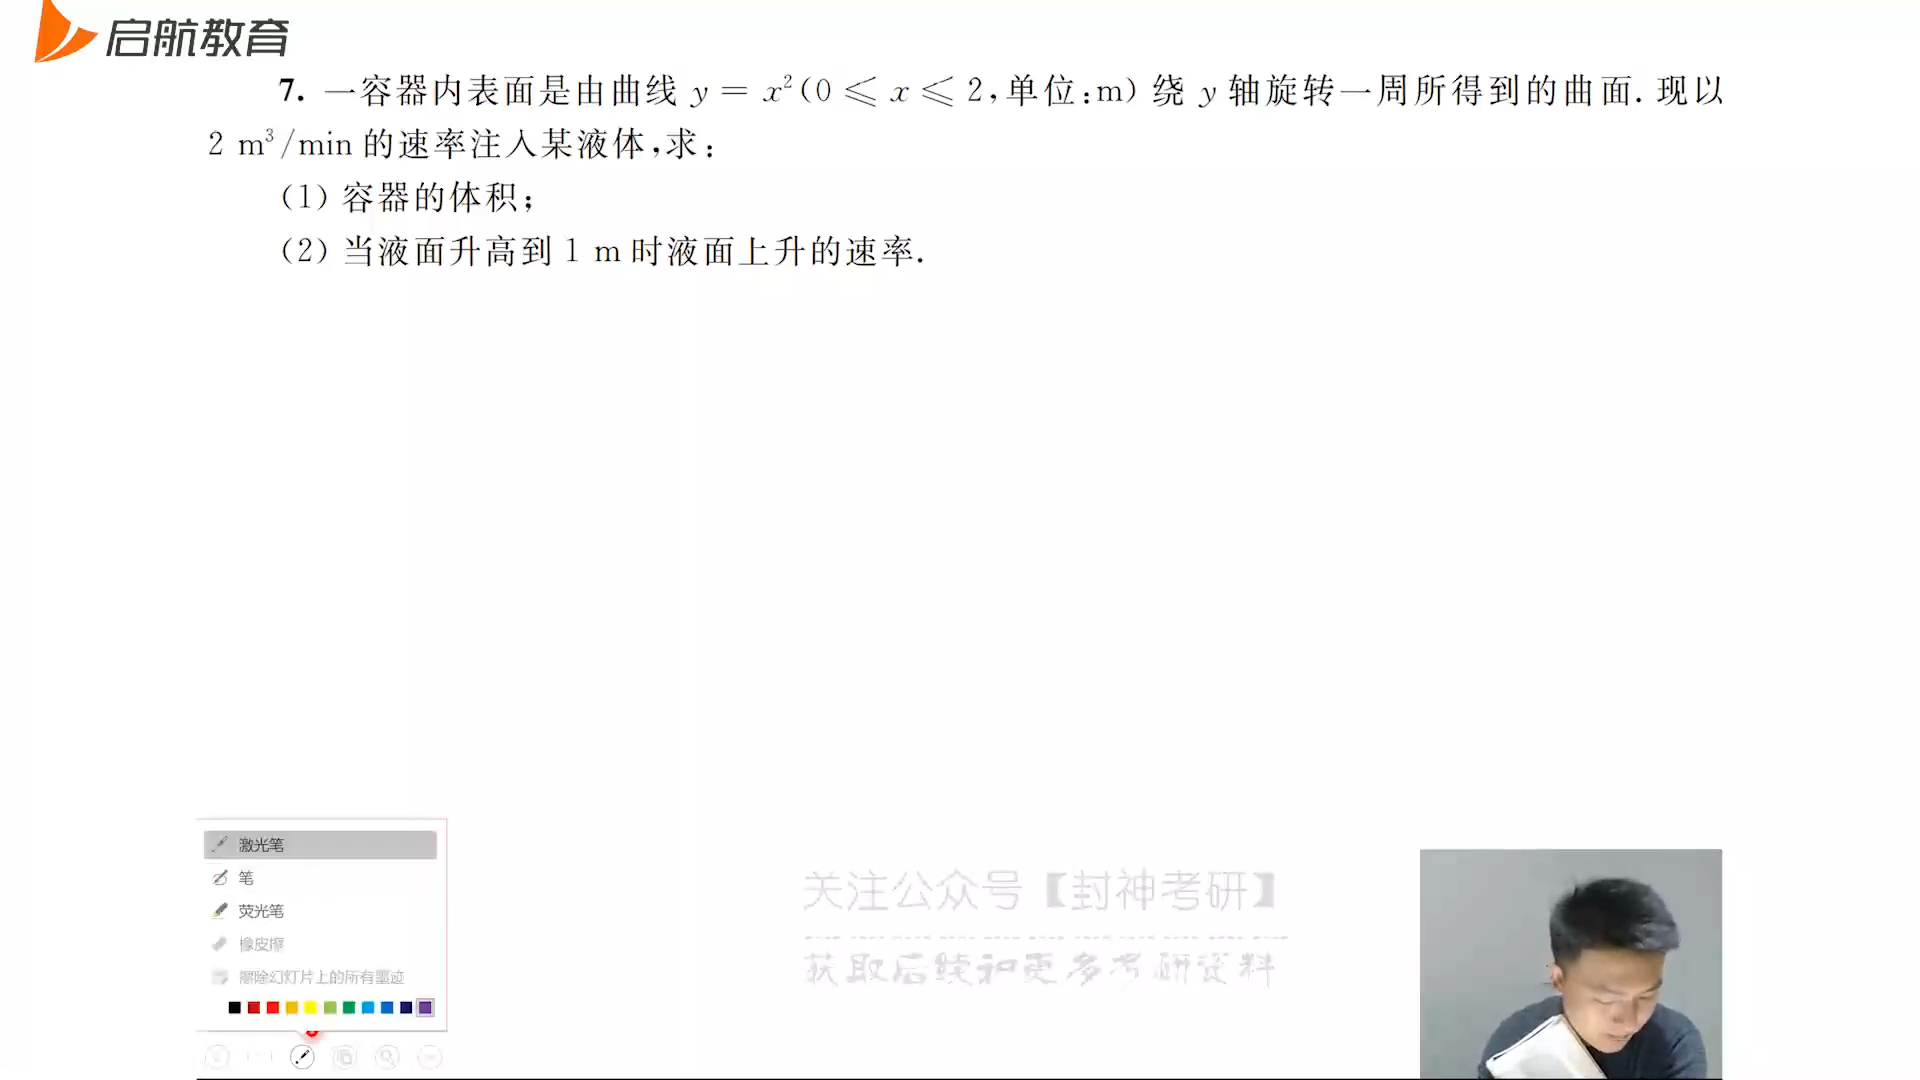 启航教育
7. 一容器内表面是由曲线 y = x²(0 ⩽ x ⩽ 2,单位:m) 绕 y 轴旋转一周所得到的曲面. 现以
2 m³/min 的速率注入某液体,求:
(1) 容器的体积;
(2) 当液面升高到 1 m 时液面上升的速率.
激光笔
笔
荧光笔
橡皮擦
擦除幻灯片上的所有墨迹
关注公众号【封神考研】
获取后续和更多考研资料